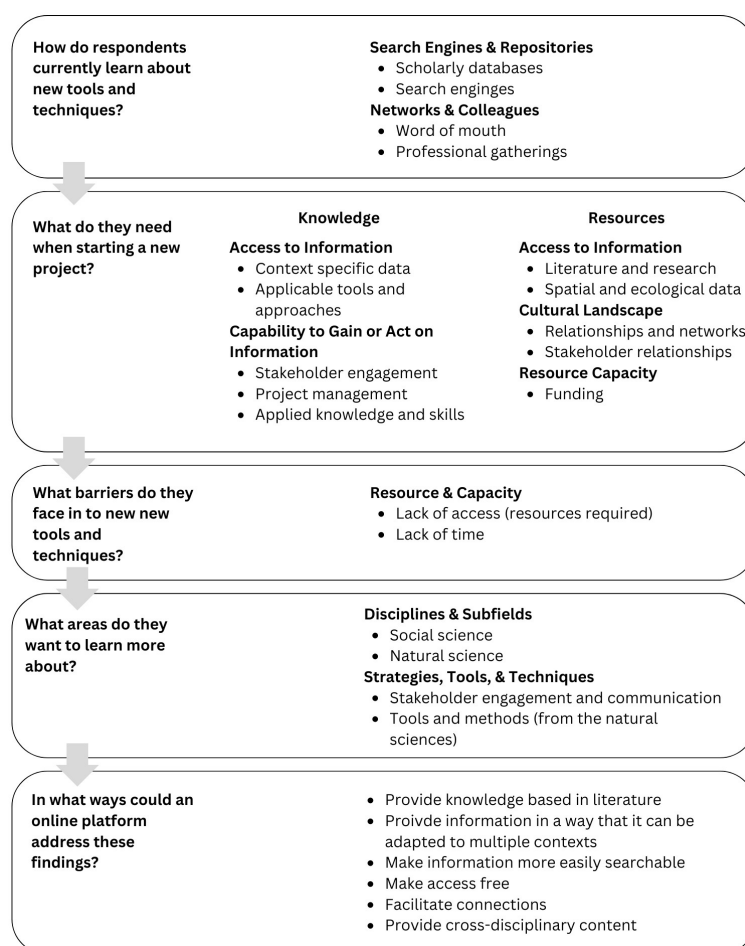 How do respondents
currently learn about
new tools and
techniques?
Search Engines & Repositories
• Scholarly databases
• Search enginges
Networks & Colleagues
• Word of mouth
• Professional gatherings
What do they need
when starting a new
project?
Knowledge
Access to Information
• Context specific data
• Applicable tools and
approaches
Capability to Gain or Act on
Information
• Stakeholder engagement
• Project management
• Applied knowledge and skills
Resources
Access to Information
• Literature and research
• Spatial and ecological data
Cultural Landscape
• Relationships and networks
• Stakeholder relationships
Resource Capacity
• Funding
What barriers do they
face in to new new
tools and
techniques?
Resource & Capacity
• Lack of access (resources required)
• Lack of time
What areas do they
want to learn more
about?
Disciplines & Subfields
• Social science
• Natural science
Strategies, Tools, & Techniques
• Stakeholder engagement and communication
• Tools and methods (from the natural
sciences)
In what ways could an
online platform
address these
findings?
• Provide knowledge based in literature
• Proivde information in a way that it can be
adapted to multiple contexts
• Make information more easily searchable
• Make access free
• Facilitate connections
• Provide cross-disciplinary content